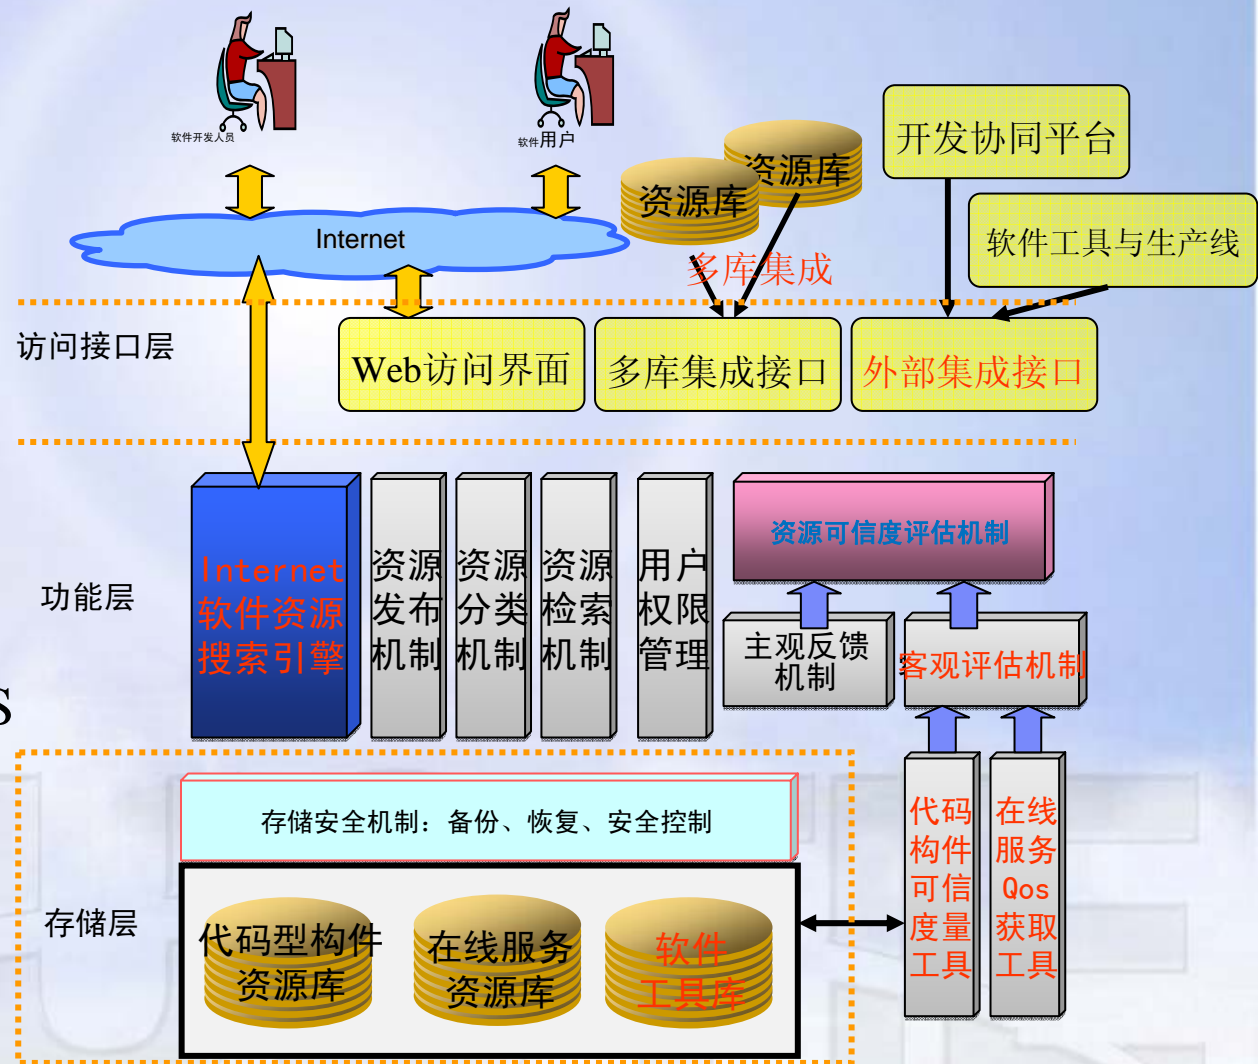 软件开发人员
软件用户
资源库
资源库
开发协同平台
软件工具与生产线
Internet
多库集成
访问接口层
Web访问界面
多库集成接口
外部集成接口
功能层
Internet
软件资源
搜索引擎
资源
发布
机制
资源
分类
机制
资源
检索
机制
用户
权限
管理
资源可信度评估机制
主观反馈
机制
客观评估机制
S
存储安全机制：备份、恢复、安全控制
存储层
代码型构件
资源库
在线服务
资源库
软件
工具库
代码
构件
可信
度量
工具
在线
服务
Qos
获取
工具